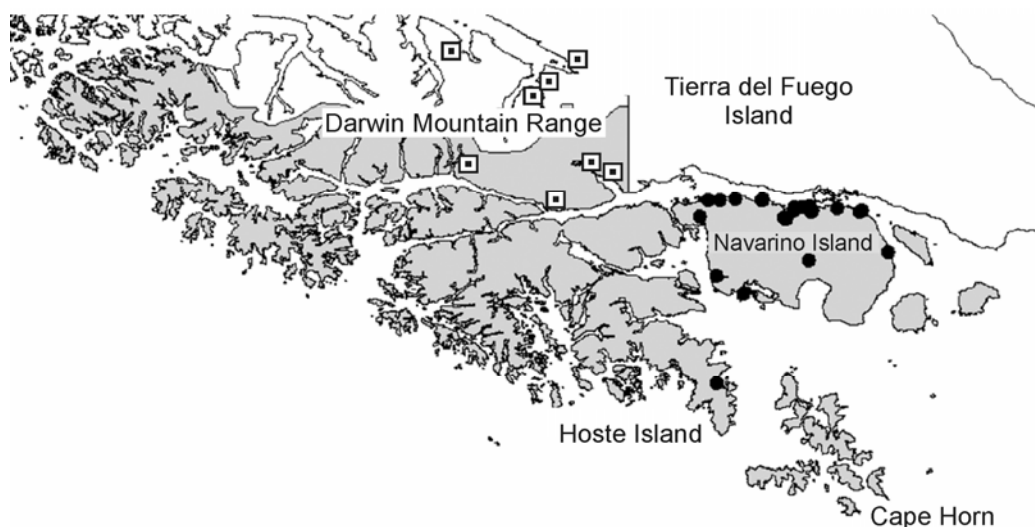 Tierra del Fuego
Island
Darwin Mountain Range
Navarino Island
Hoste Island
Cape Horn